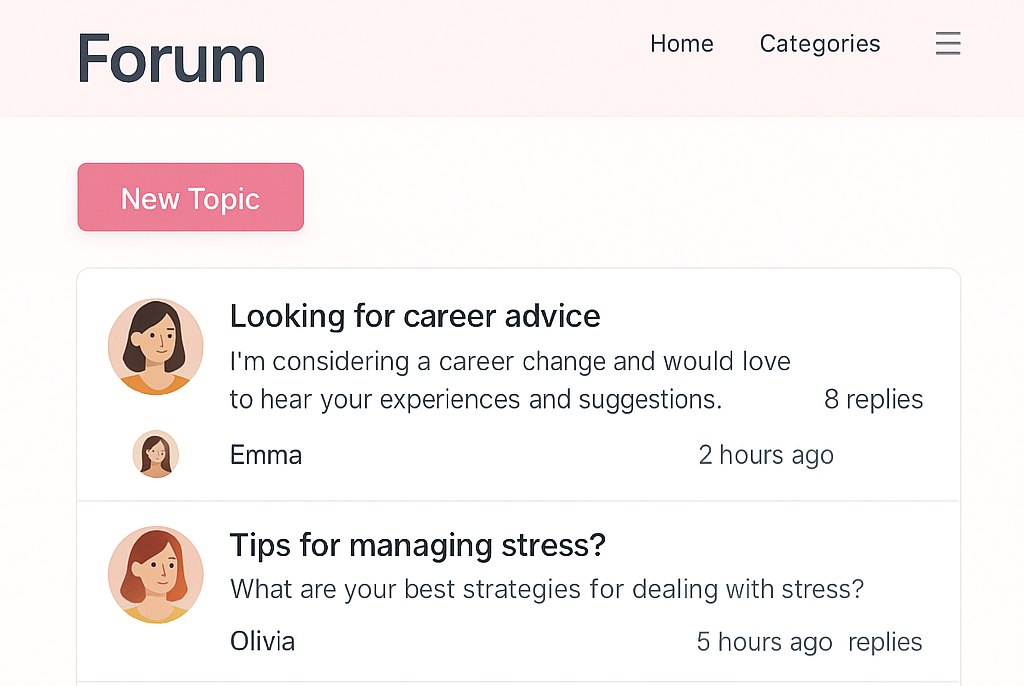 Forum
Home Categories
New Topic
Looking for career advice
I'm considering a career change and would love
to hear your experiences and suggestions.
8 replies
Emma
2 hours ago
Tips for managing stress?
What are your best strategies for dealing with stress?
Olivia
5 hours ago replies